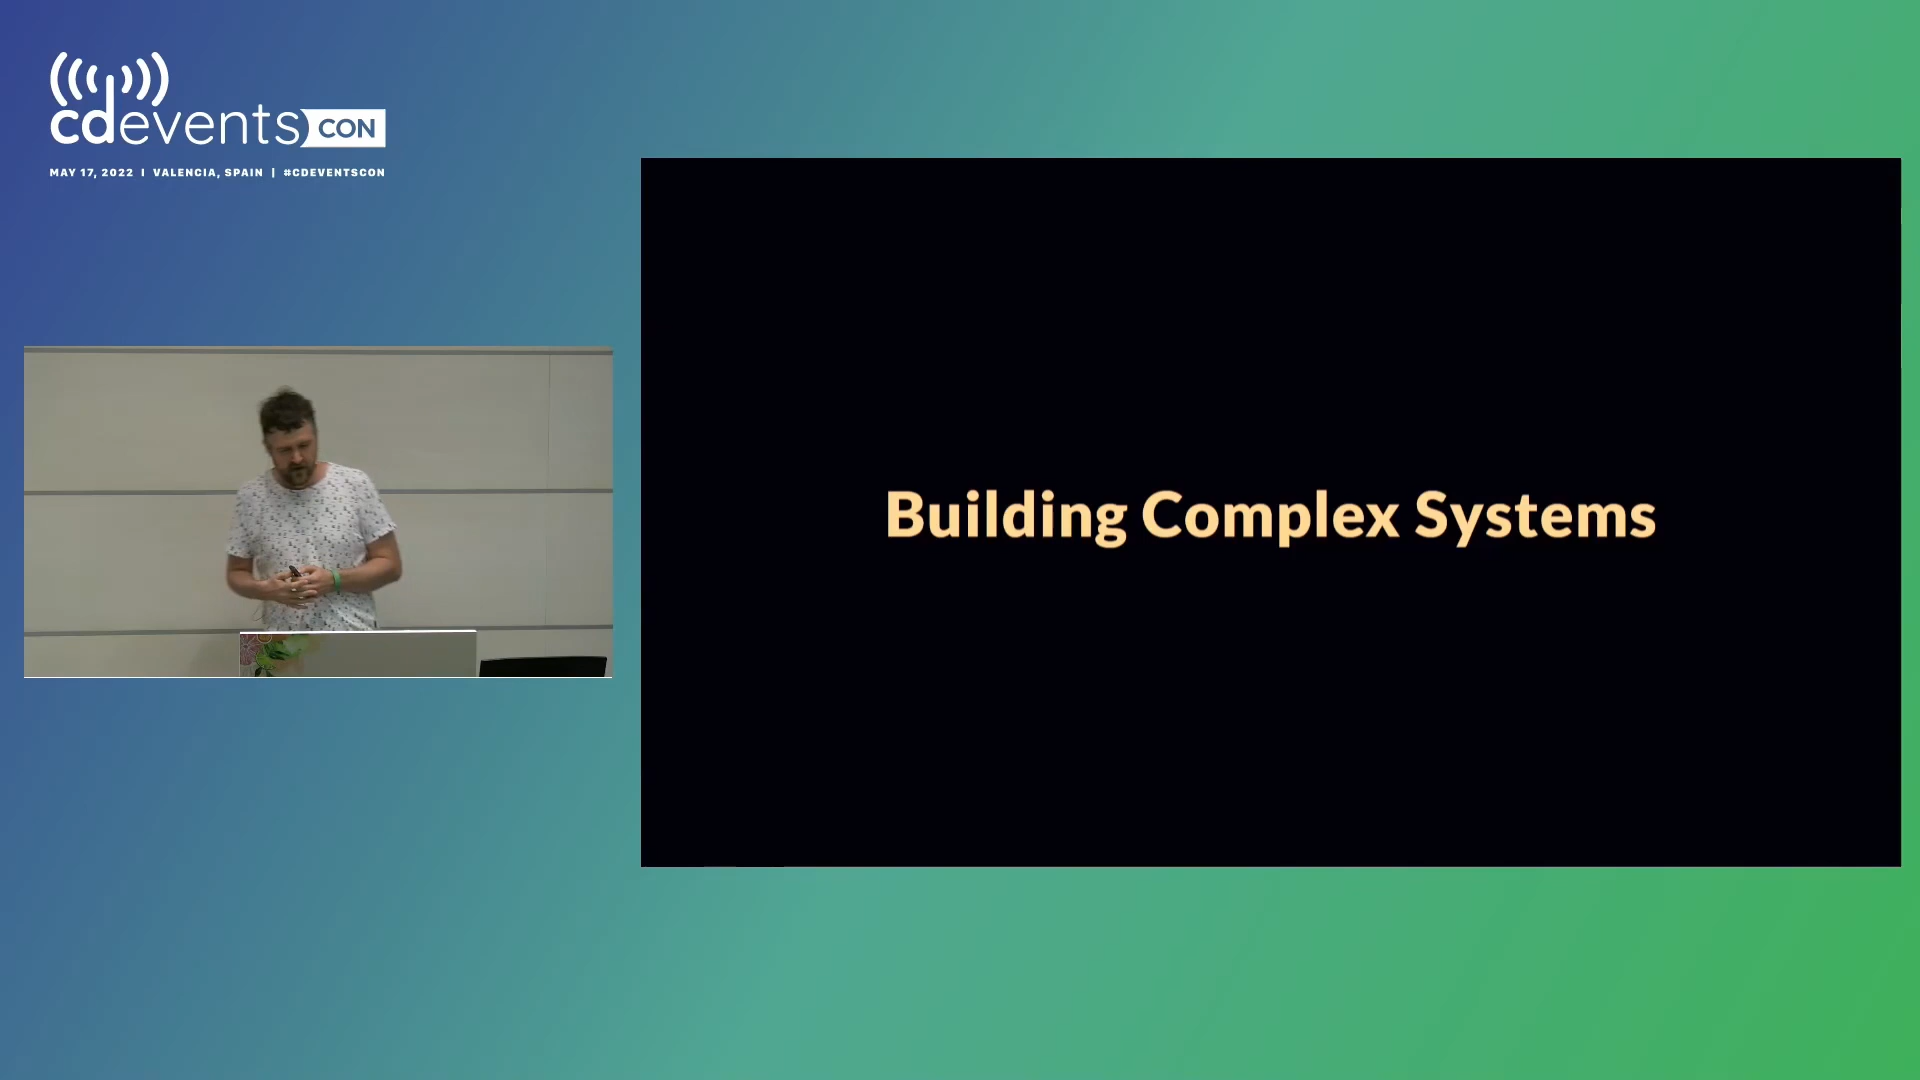 cdevents CON
MAY 17, 2022 | VALENCIA, SPAIN | #CDEVENTSCON
Building Complex Systems